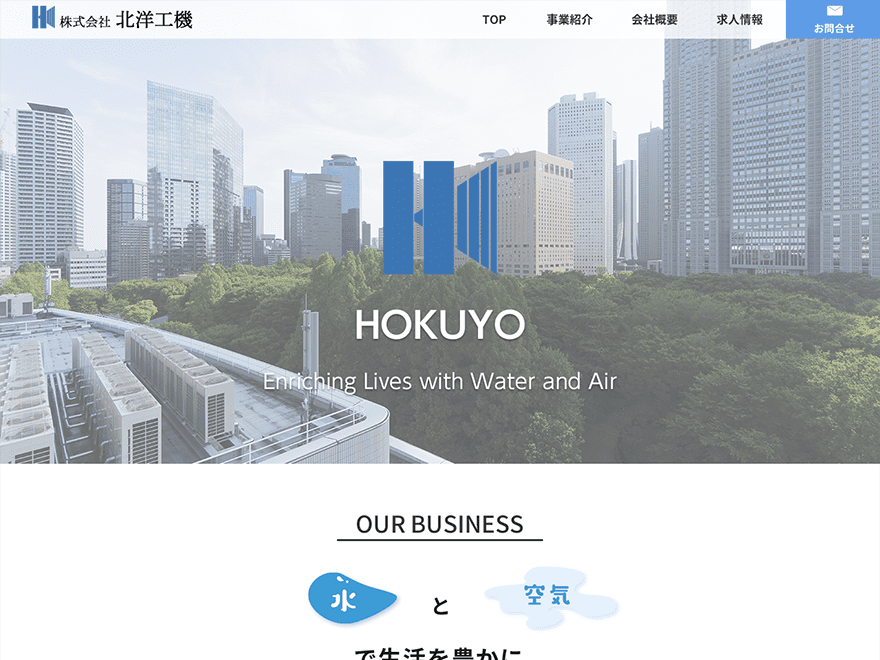 株式会社 北洋工機
TOP 事業紹介 会社概要 求人情報 お問合せ
HOKUYO
Enriching Lives with Water and Air
OUR BUSINESS
水 と 空気
で生活を豊かに